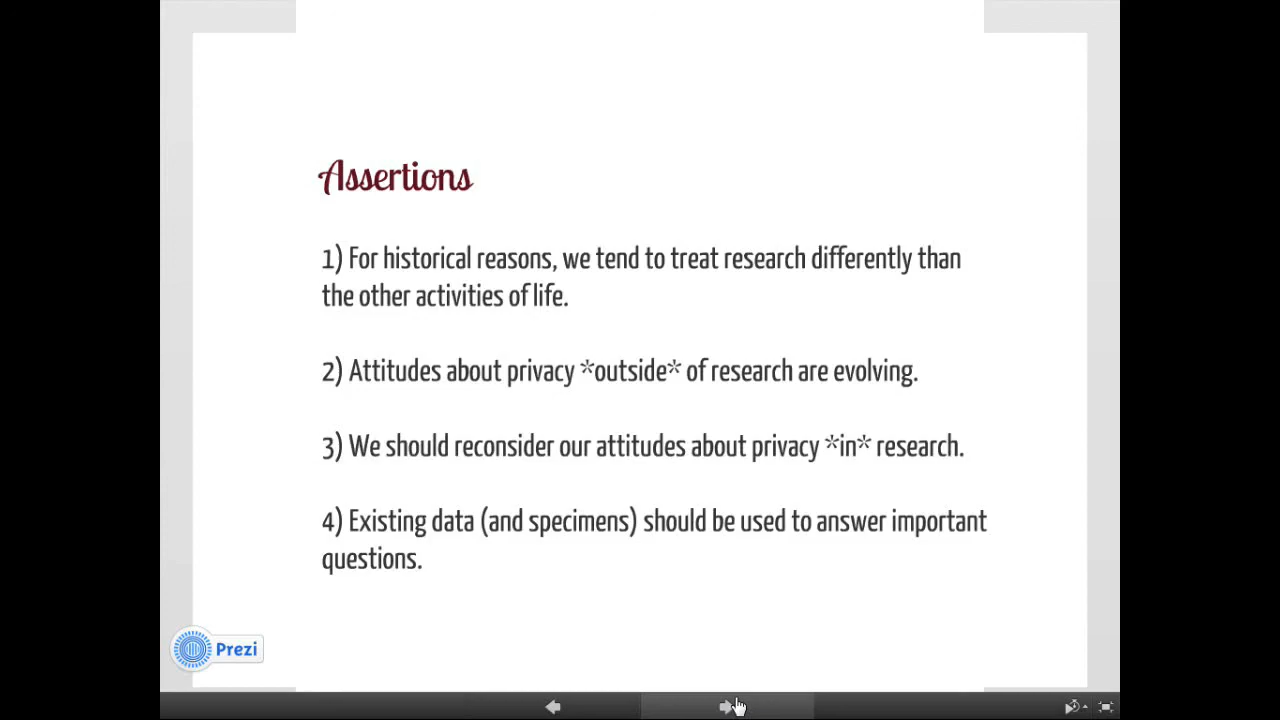 Assertions
1) For historical reasons, we tend to treat research differently than
the other activities of life.
2) Attitudes about privacy *outside* of research are evolving.
3) We should reconsider our attitudes about privacy *in* research.
4) Existing data (and specimens) should be used to answer important
questions.
Prezi